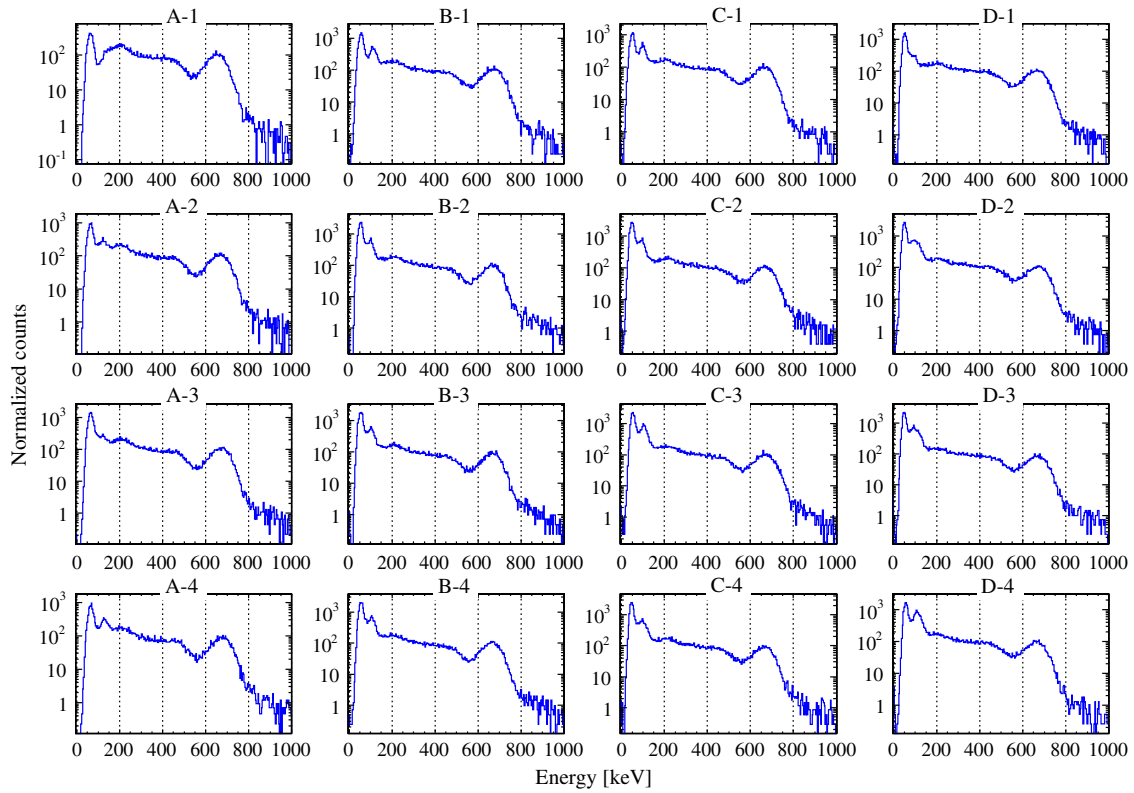 A-1 B-1 C-1 D-1
10² 10³ 10³ 10³
10 10² 10² 10²
1 10 10 10
10⁻¹ 1 1 1
0 200 400 600 800 1000 0 200 400 600 800 1000 0 200 400 600 800 1000 0 200 400 600 800 1000
A-2 B-2 C-2 D-2
10³ 10³ 10³ 10³
10² 10² 10² 10²
10 10 10 10
1 1 1 1
0 200 400 600 800 1000 0 200 400 600 800 1000 0 200 400 600 800 1000 0 200 400 600 800 1000
Normalized counts
A-3 B-3 C-3 D-3
10³ 10³ 10³ 10³
10² 10² 10² 10²
10 10 10 10
1 1 1 1
0 200 400 600 800 1000 0 200 400 600 800 1000 0 200 400 600 800 1000 0 200 400 600 800 1000
A-4 B-4 C-4 D-4
10³ 10³ 10³ 10³
10² 10² 10² 10²
10 10 10 10
1 1 1 1
0 200 400 600 800 1000 0 200 400 600 800 1000 0 200 400 600 800 1000 0 200 400 600 800 1000
Energy [keV]